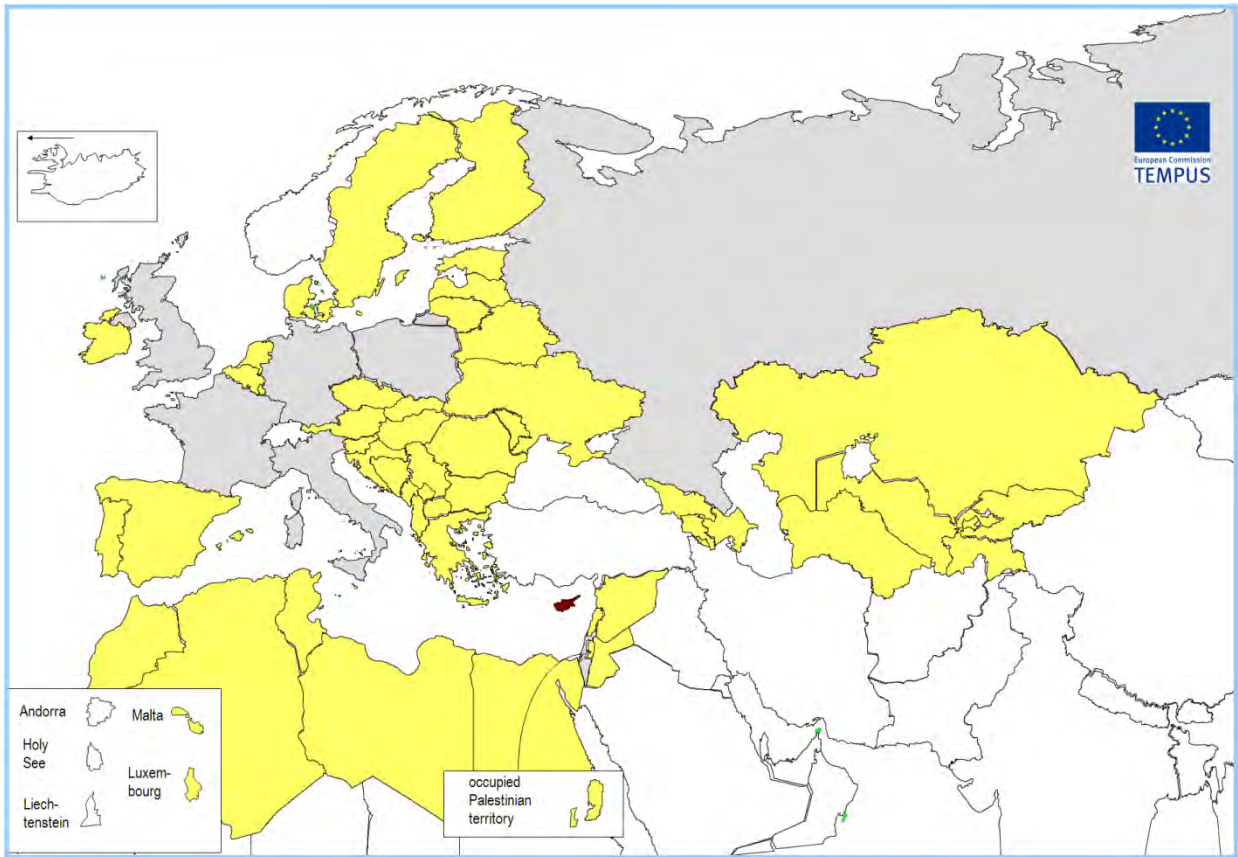 European Commission
TEMPUS
Andorra
Malta
Holy
See
Luxem-
bourg
Liech-
tenstein
occupied
Palestinian
territory